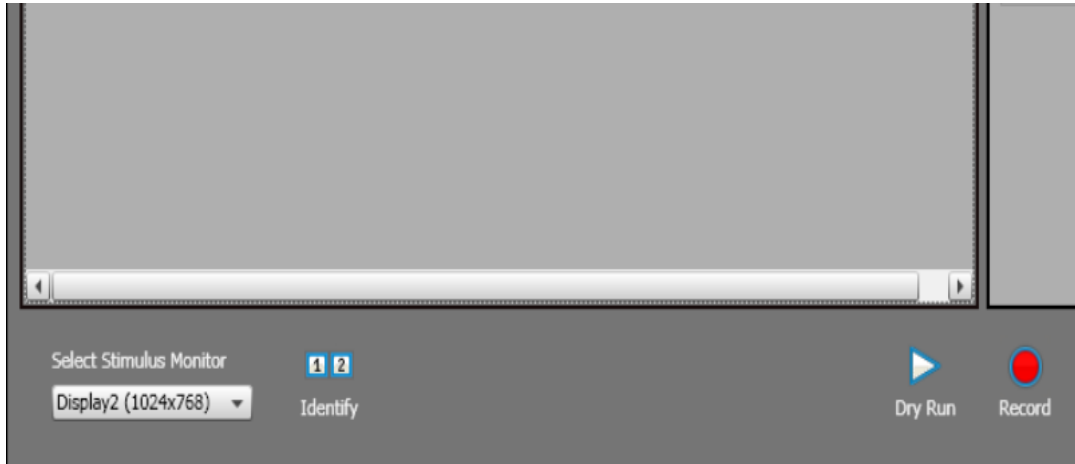 Select Stimulus Monitor
1 2
Display2 (1024x768)
Identify
Dry Run
Record